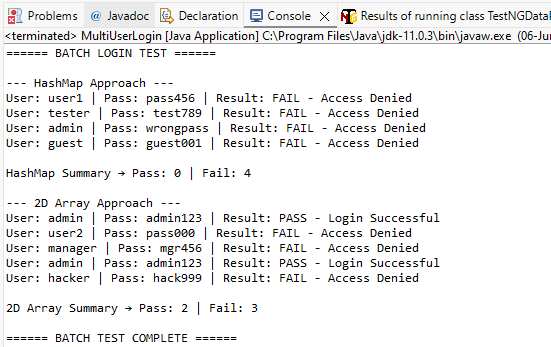 Problems @ Javadoc Declaration Console Results of running class TestNGDataP
<terminated> MultiUserLogin [Java Application] C:\Program Files\Java\jdk-11.0.3\bin\javaw.exe (06-Jun
====== BATCH LOGIN TEST ======
--- HashMap Approach ---
User: user1 | Pass: pass456 | Result: FAIL - Access Denied
User: tester | Pass: test789 | Result: FAIL - Access Denied
User: admin | Pass: wrongpass | Result: FAIL - Access Denied
User: guest | Pass: guest001 | Result: FAIL - Access Denied
HashMap Summary → Pass: 0 | Fail: 4
--- 2D Array Approach ---
User: admin | Pass: admin123 | Result: PASS - Login Successful
User: user2 | Pass: pass000 | Result: FAIL - Access Denied
User: manager | Pass: mgr456 | Result: FAIL - Access Denied
User: admin | Pass: admin123 | Result: PASS - Login Successful
User: hacker | Pass: hack999 | Result: FAIL - Access Denied
2D Array Summary → Pass: 2 | Fail: 3
====== BATCH TEST COMPLETE ======